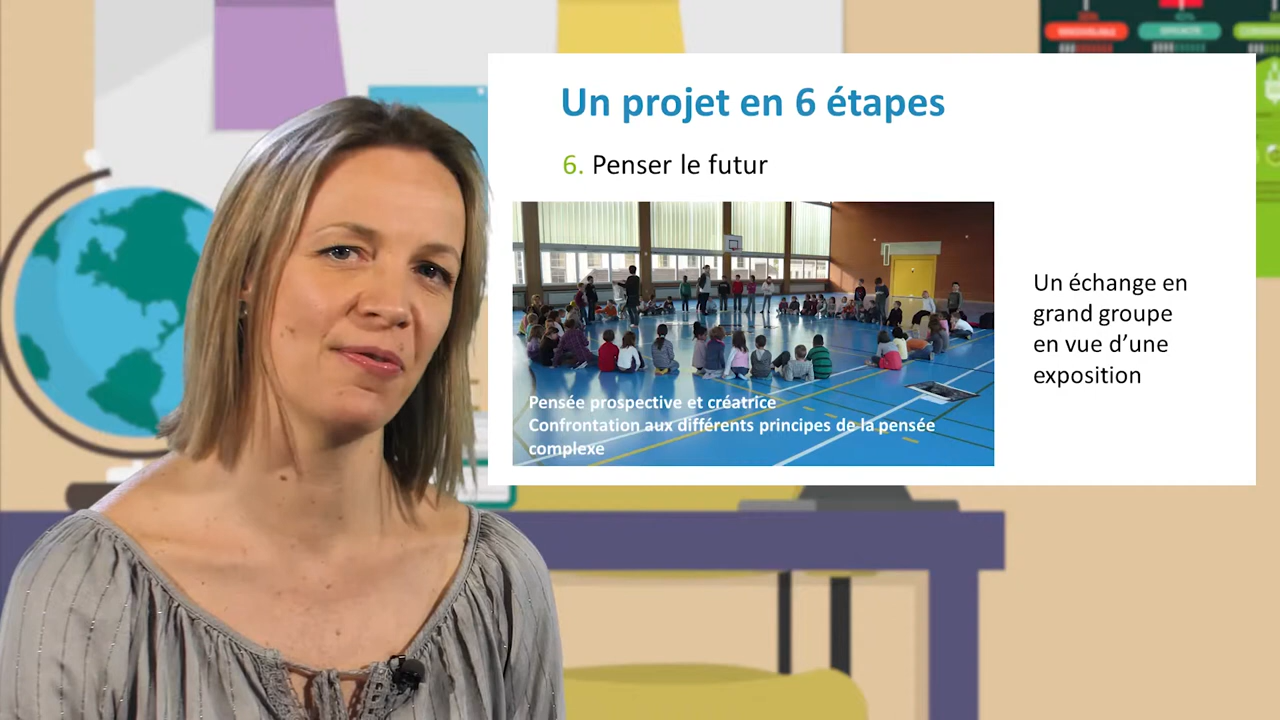 Un projet en 6 étapes
6. Penser le futur
Un échange en
grand groupe
en vue d’une
exposition
Pensée prospective et créatrice
Confrontation aux différents principes de la pensée
complexe